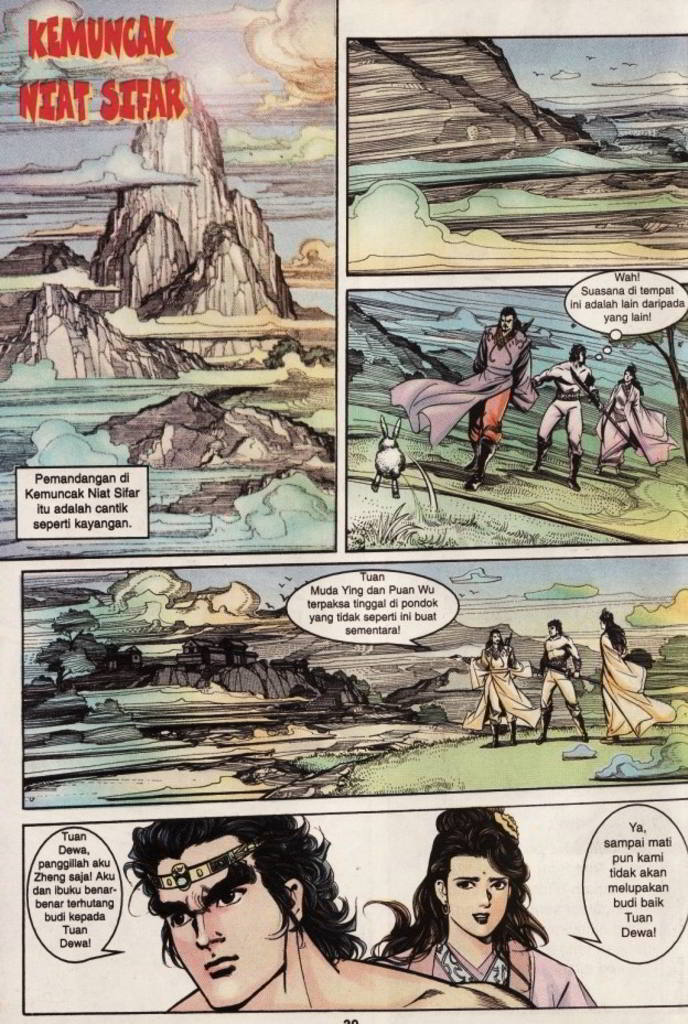 KEMUNCAK
NIAT SIFAR
Pemandangan di
Kemuncak Niat Sifar
itu adalah cantik
seperti kayangan.
Wah!
Suasana di tempat
ini adalah lain daripada
yang lain!
Tuan
Muda Ying dan Puan Wu
terpaksa tinggal di pondok
yang tidak seperti ini buat
sementara!
Tuan
Dewa,
panggillah aku
Zheng saja! Aku
dan ibuku benar-
benar terhutang
budi kepada
Tuan
Dewa!
Ya,
sampai mati
pun kami
tidak akan
melupakan
budi baik
Tuan
Dewa!